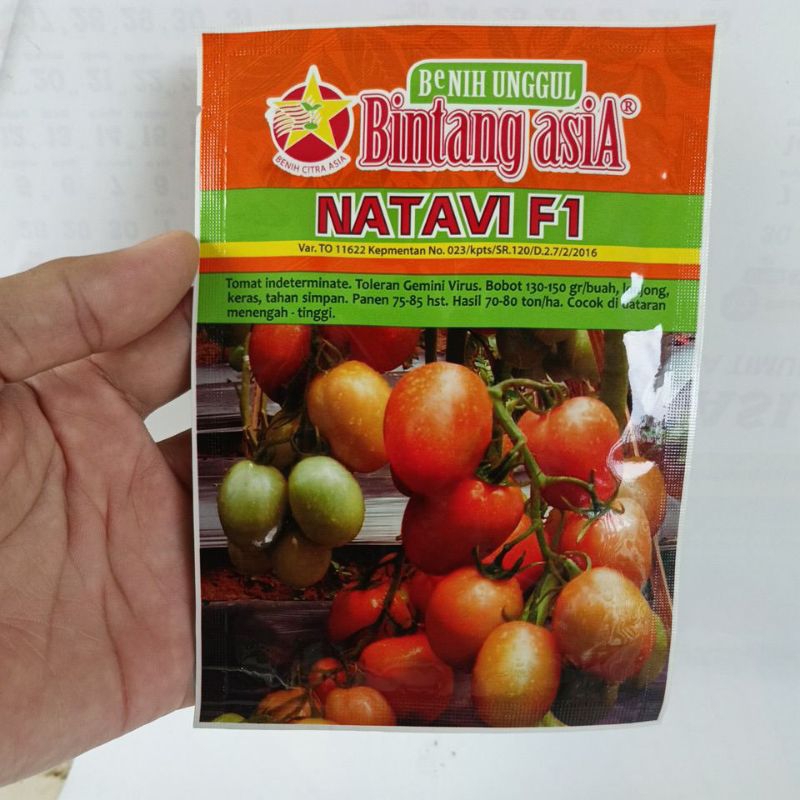 BeNIH UNGGUL
Bintang asiA®
BENIH CITRA ASIA
NATAVI F1
Var. TO 11622 Kepmentan No. 023/kpts/SR.120/D.2.7/2/2016
Tomat indeterminate. Toleran Gemini Virus. Bobot 130-150 gr/buah, lonjong,
keras, tahan simpan. Panen 75-85 hst. Hasil 70-80 ton/ha. Cocok di dataran
menengah - tinggi.